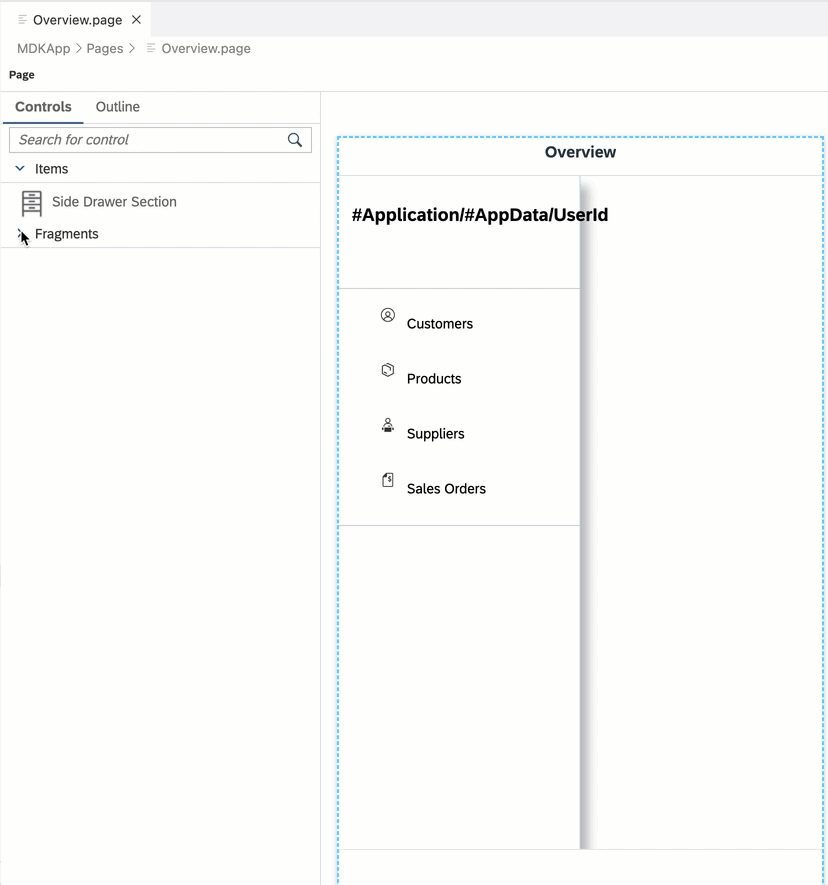 Overview.page
MDKApp > Pages > Overview.page
Page
Controls Outline
Search for control
Items
Side Drawer Section
Fragments
Overview
#Application/#AppData/UserId
Customers
Products
Suppliers
Sales Orders